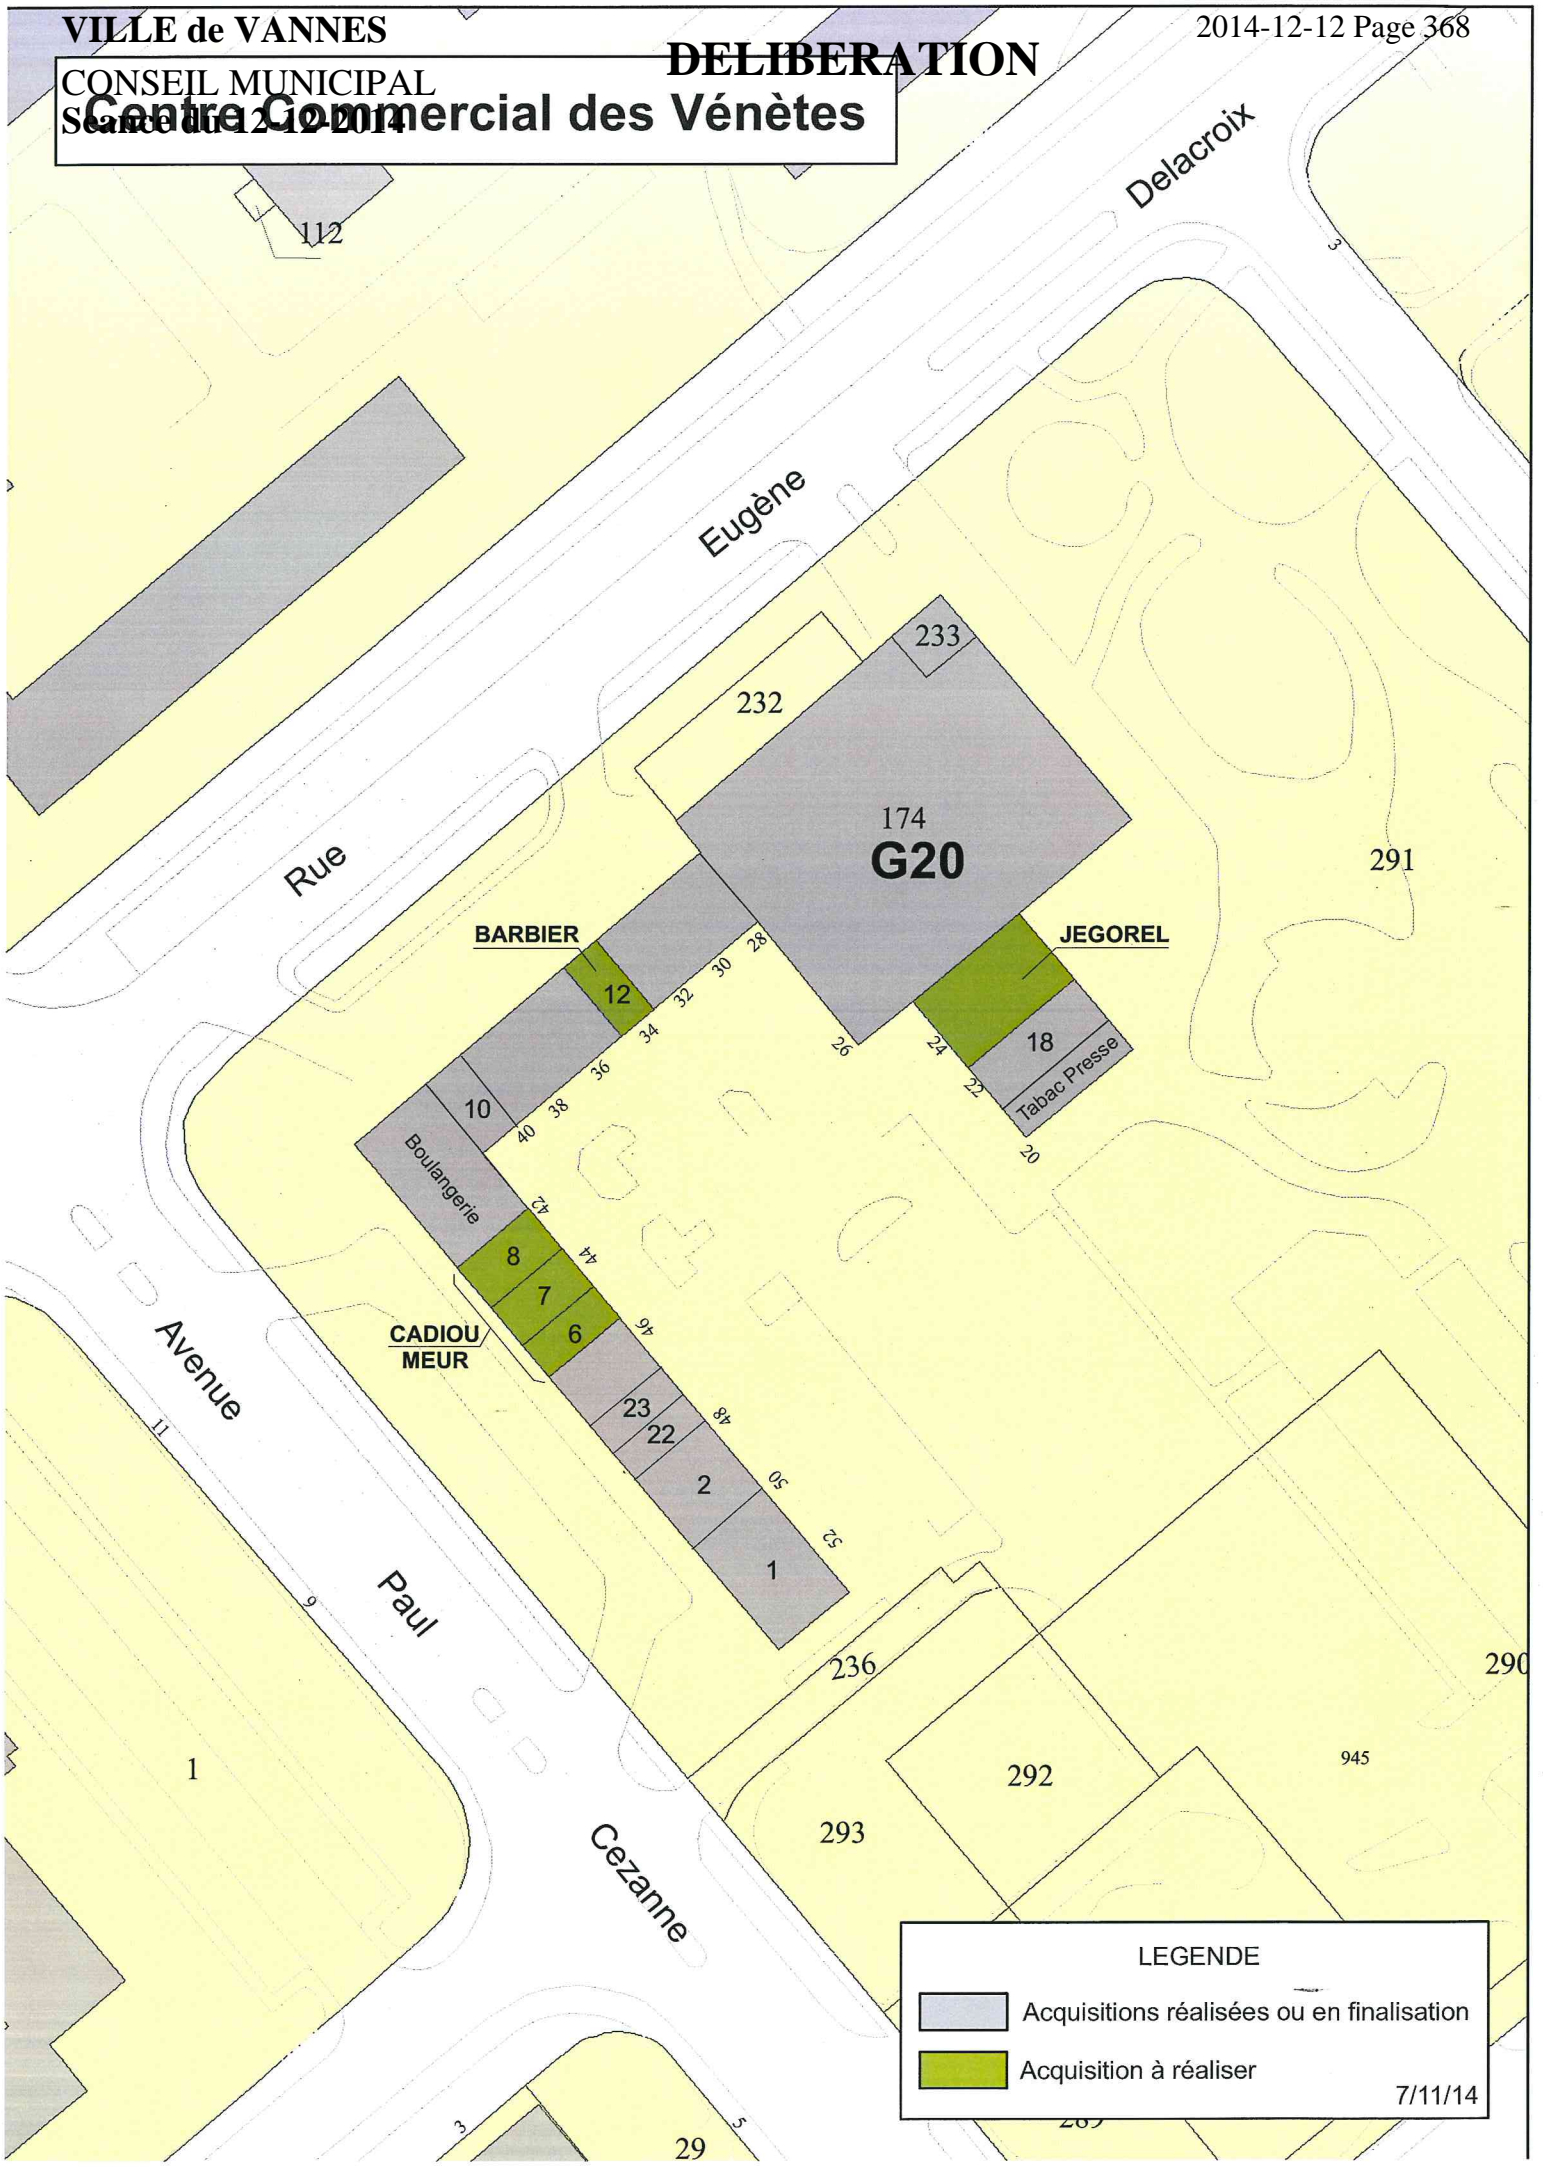 VILLE de VANNES
2014-12-12 Page 368
DELIBERATION
CONSEIL MUNICIPAL
Centre Commercial des Vénètes
Séance du 12-12-2014
112
Delacroix
3
Eugène
233
232
174
G20
291
Rue
BARBIER
JEGOREL
12
28
30
32
34
36
38
40
26
24
22
20
18
Tabac Presse
10
Boulangerie
42
44
46
48
50
52
8
7
6
CADIOU
MEUR
23
22
2
1
Avenue
11
9
Paul
236
290
1
292
945
293
Cezanne
LEGENDE
Acquisitions réalisées ou en finalisation
Acquisition à réaliser
7/11/14
3
5
29